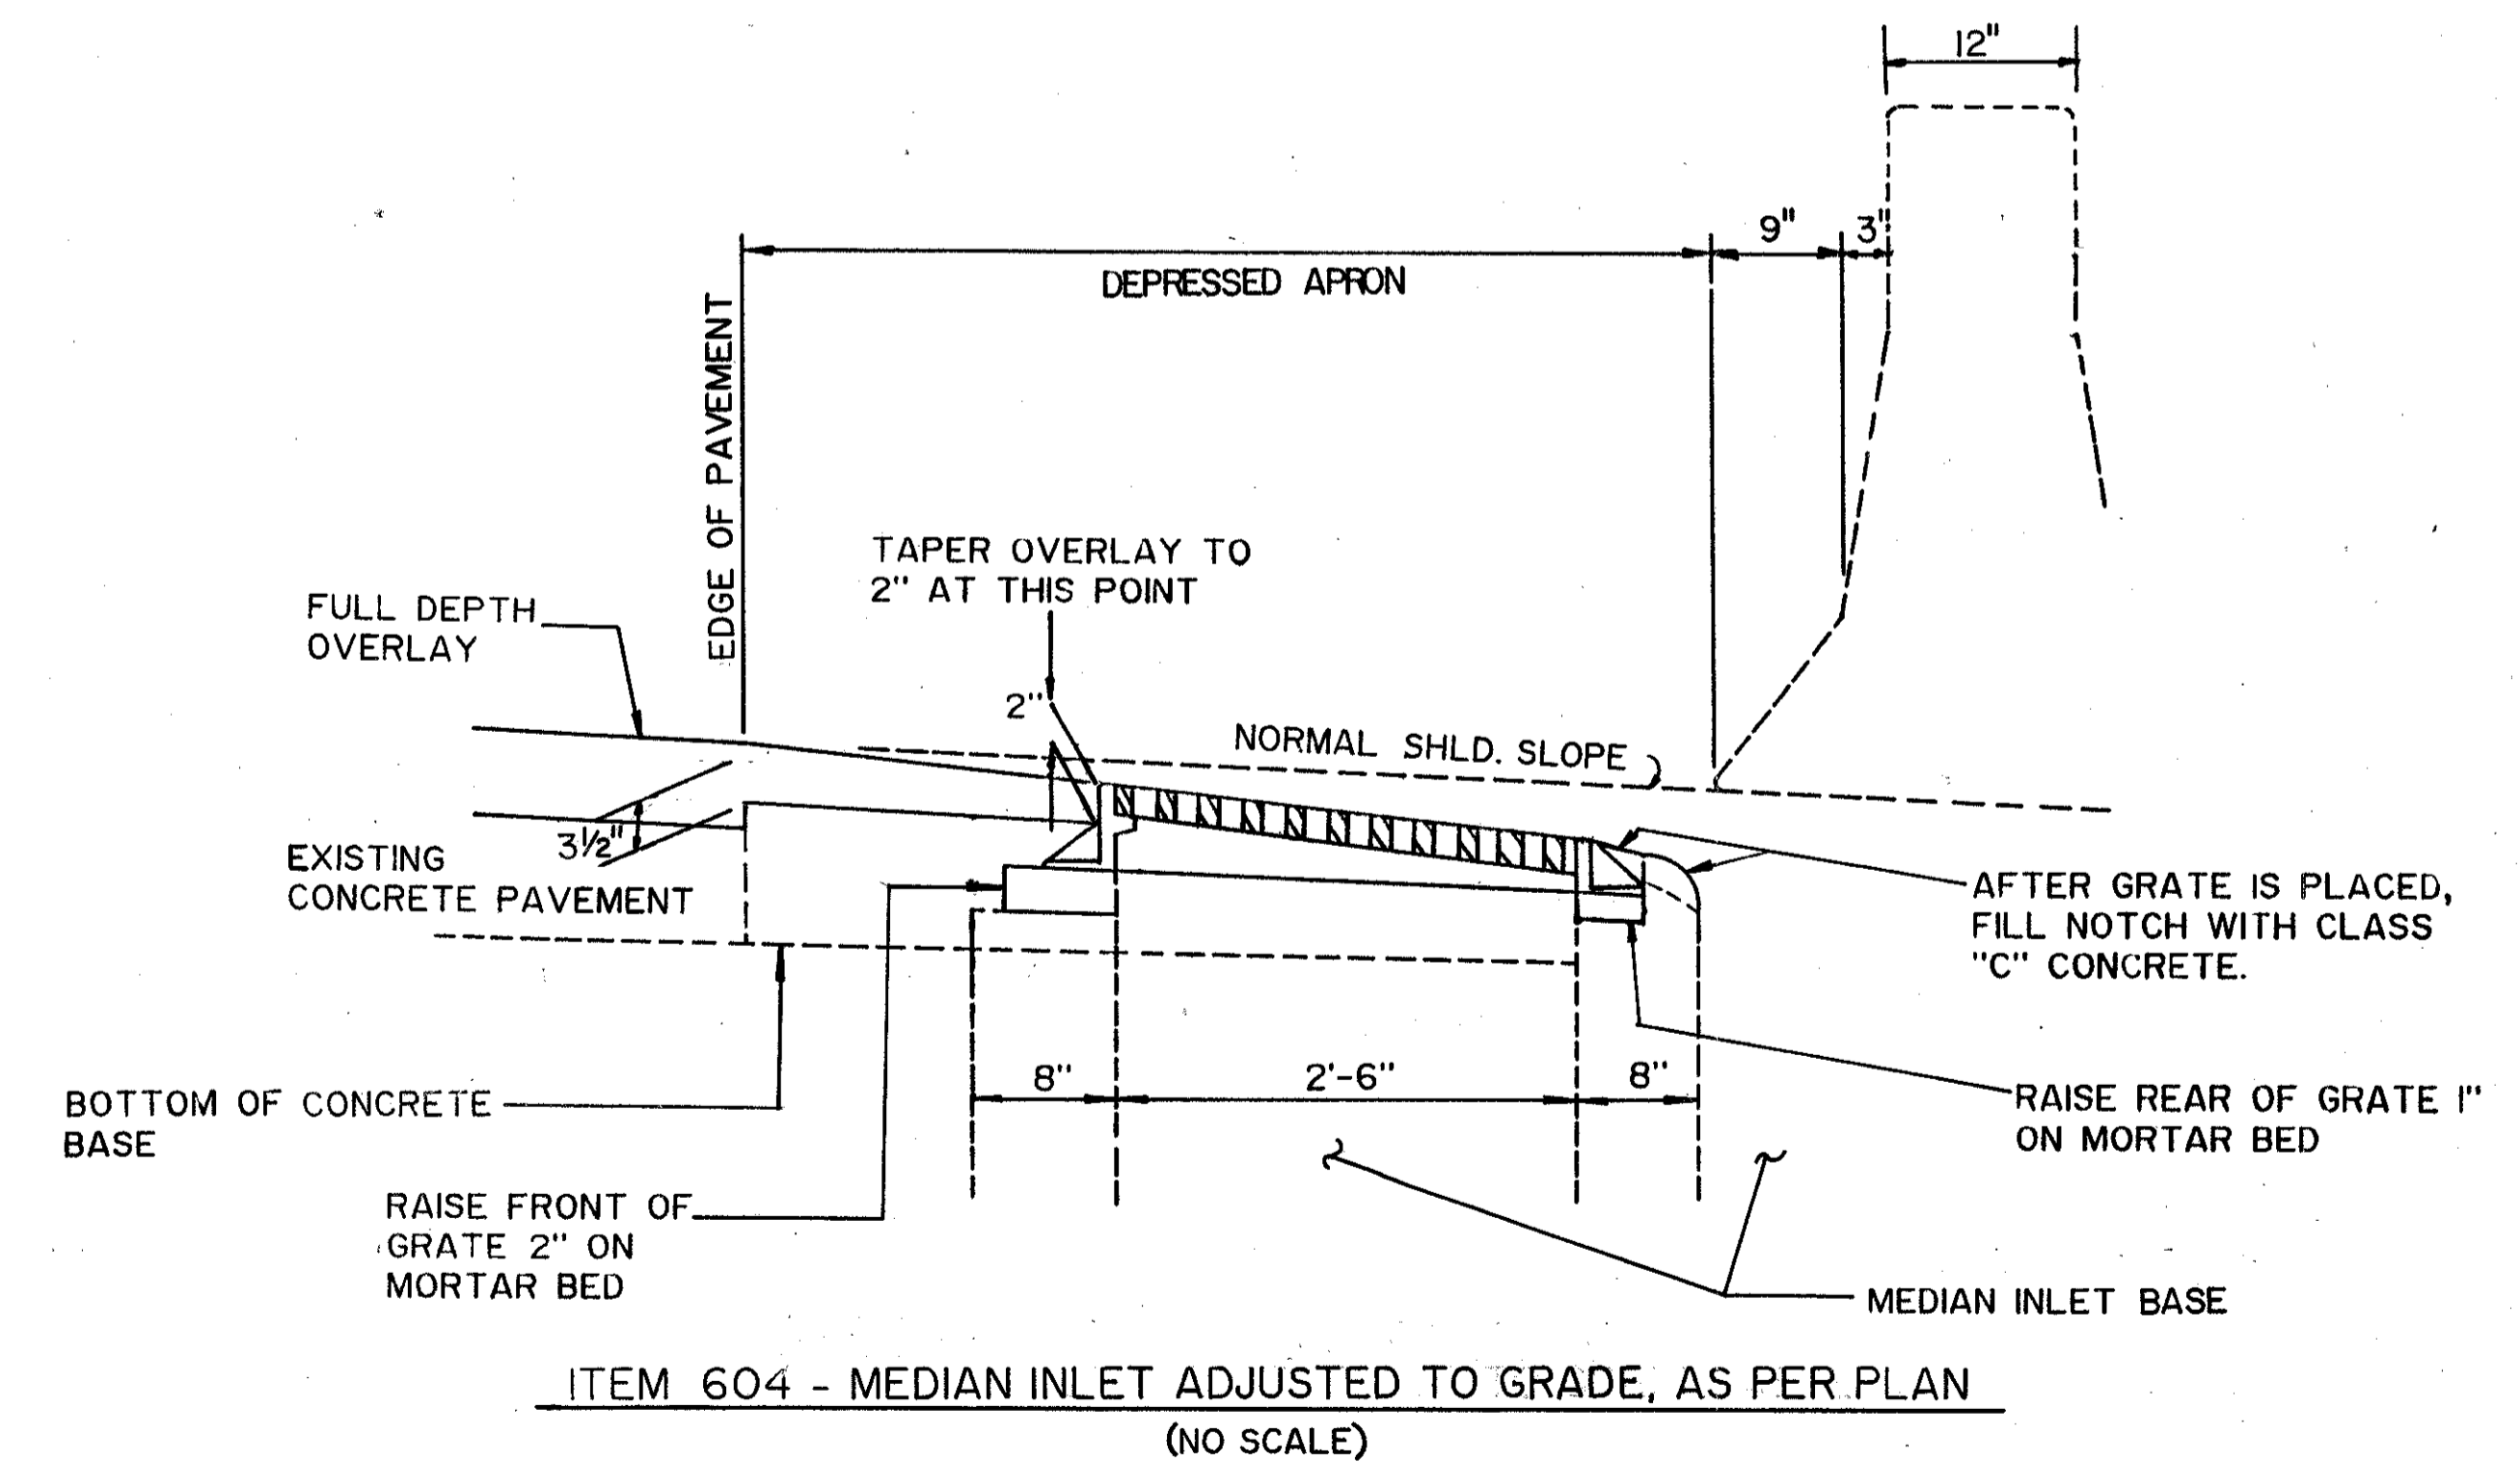 12"
9"
3"
DEPRESSED APRON
EDGE OF PAVEMENT
TAPER OVERLAY TO
2" AT THIS POINT
FULL DEPTH
OVERLAY
2"
NORMAL SHLD. SLOPE
3½"
EXISTING
CONCRETE PAVEMENT
AFTER GRATE IS PLACED,
FILL NOTCH WITH CLASS
"C" CONCRETE.
8"
2'-6"
8"
BOTTOM OF CONCRETE
BASE
RAISE REAR OF GRATE 1"
ON MORTAR BED
RAISE FRONT OF
GRATE 2" ON
MORTAR BED
MEDIAN INLET BASE
ITEM 604 - MEDIAN INLET ADJUSTED TO GRADE, AS PER PLAN
(NO SCALE)